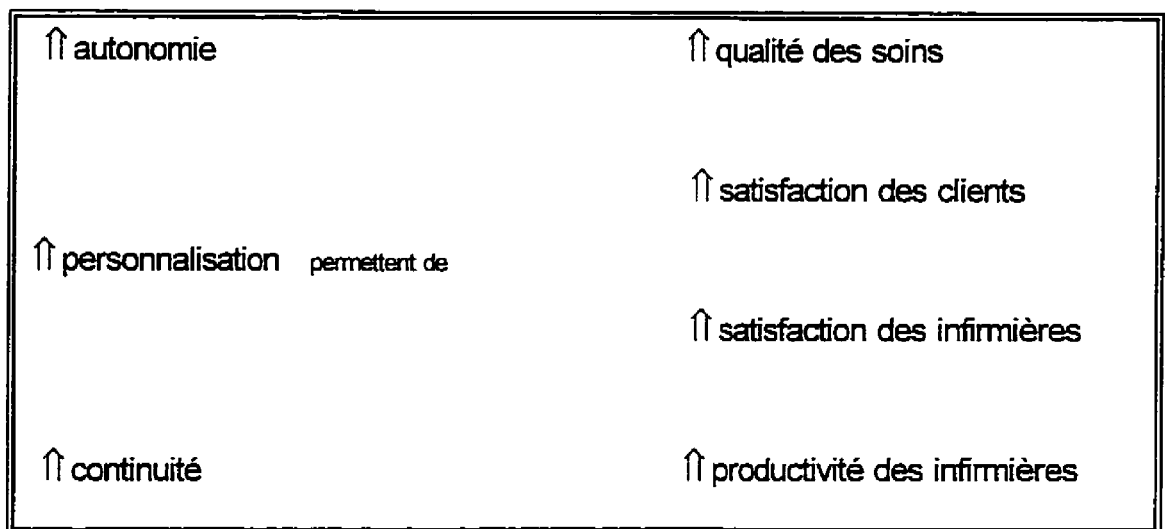 ⇑ autonomie
⇑ qualité des soins
⇑ satisfaction des clients
⇑ personnalisation permettent de
⇑ satisfaction des infirmières
⇑ continuité
⇑ productivité des infirmières